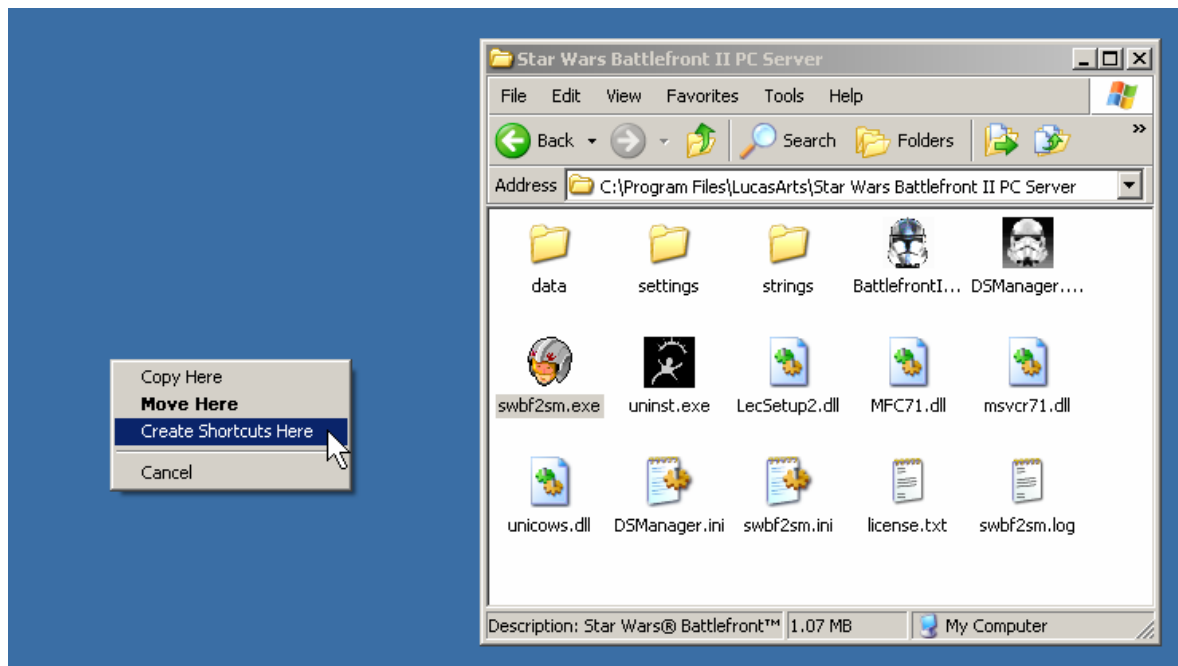 Star Wars Battlefront II PC Server
File Edit View Favorites Tools Help
Back Search Folders »
Address C:\Program Files\LucasArts\Star Wars Battlefront II PC Server
data settings strings BattlefrontI... DSManager....
swbf2sm.exe uninst.exe LecSetup2.dll MFC71.dll msvcr71.dll
unicows.dll DSManager.ini swbf2sm.ini license.txt swbf2sm.log
Description: Star Wars® Battlefront™ 1.07 MB My Computer
Copy Here
Move Here
Create Shortcuts Here
Cancel